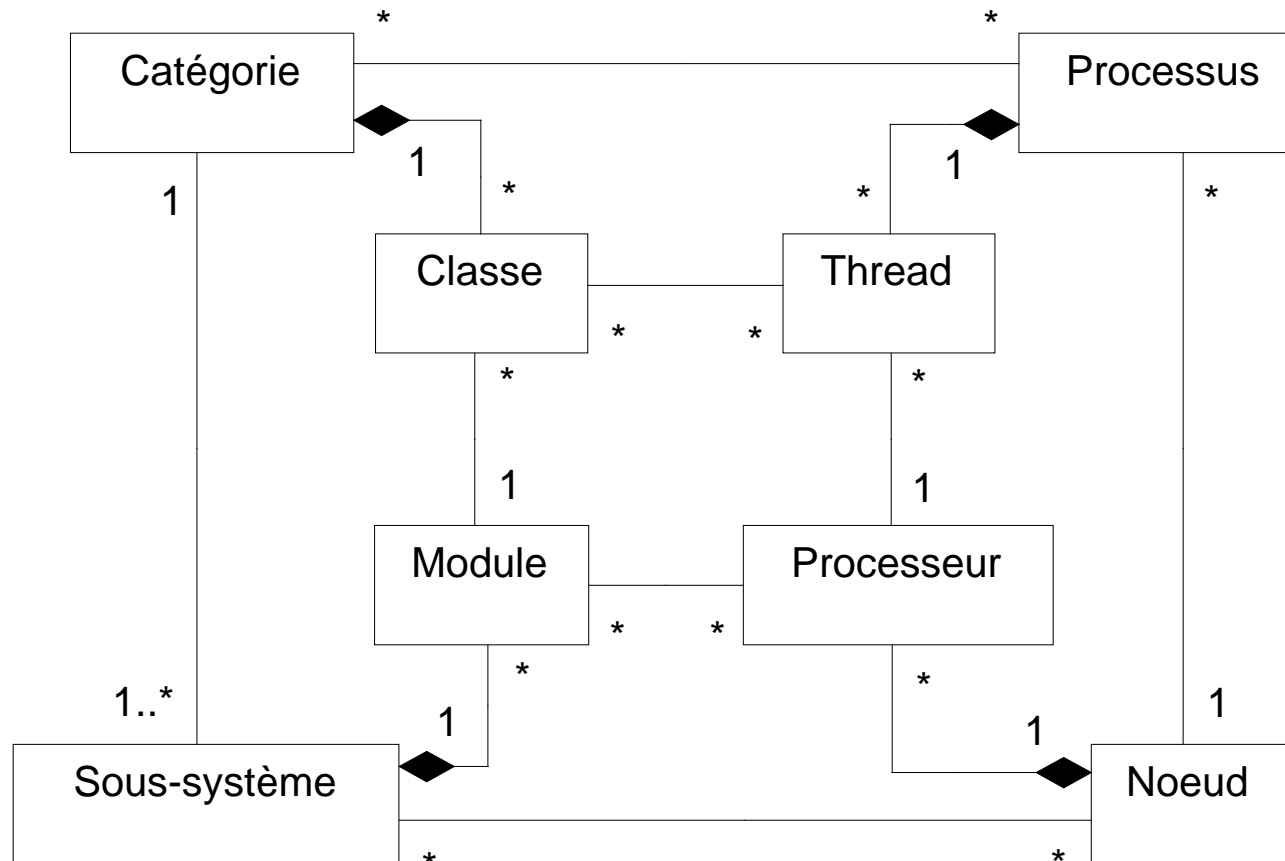 * *
Catégorie Processus
1 1
1 * * *
Classe Thread
* *
* *
1 1
Module Processeur
* *
* *
1..* 1 1 1
Sous-système Noeud
* *